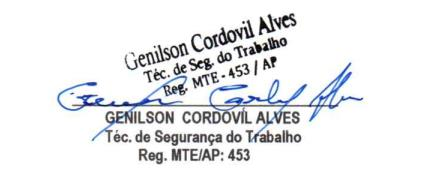 Genilson Cordovil Alves
Téc. de Seg. do Trabalho
Reg. MTE - 453 / AP
GENILSON CORDOVIL ALVES
Téc. de Segurança do Trabalho
Reg. MTE/AP: 453